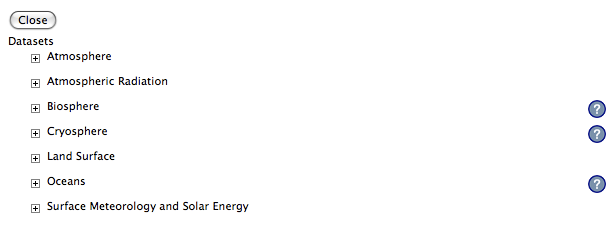 Close
Datasets
Atmosphere
Atmospheric Radiation
Biosphere
?
Cryosphere
?
Land Surface
Oceans
?
Surface Meteorology and Solar Energy